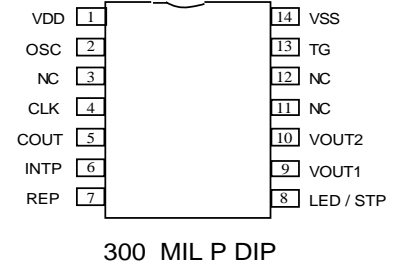 VDD 1 14 VSS
OSC 2 13 TG
NC 3 12 NC
CLK 4 11 NC
COUT 5 10 VOUT2
INTP 6 9 VOUT1
REP 7 8 LED / STP
300 MIL P DIP